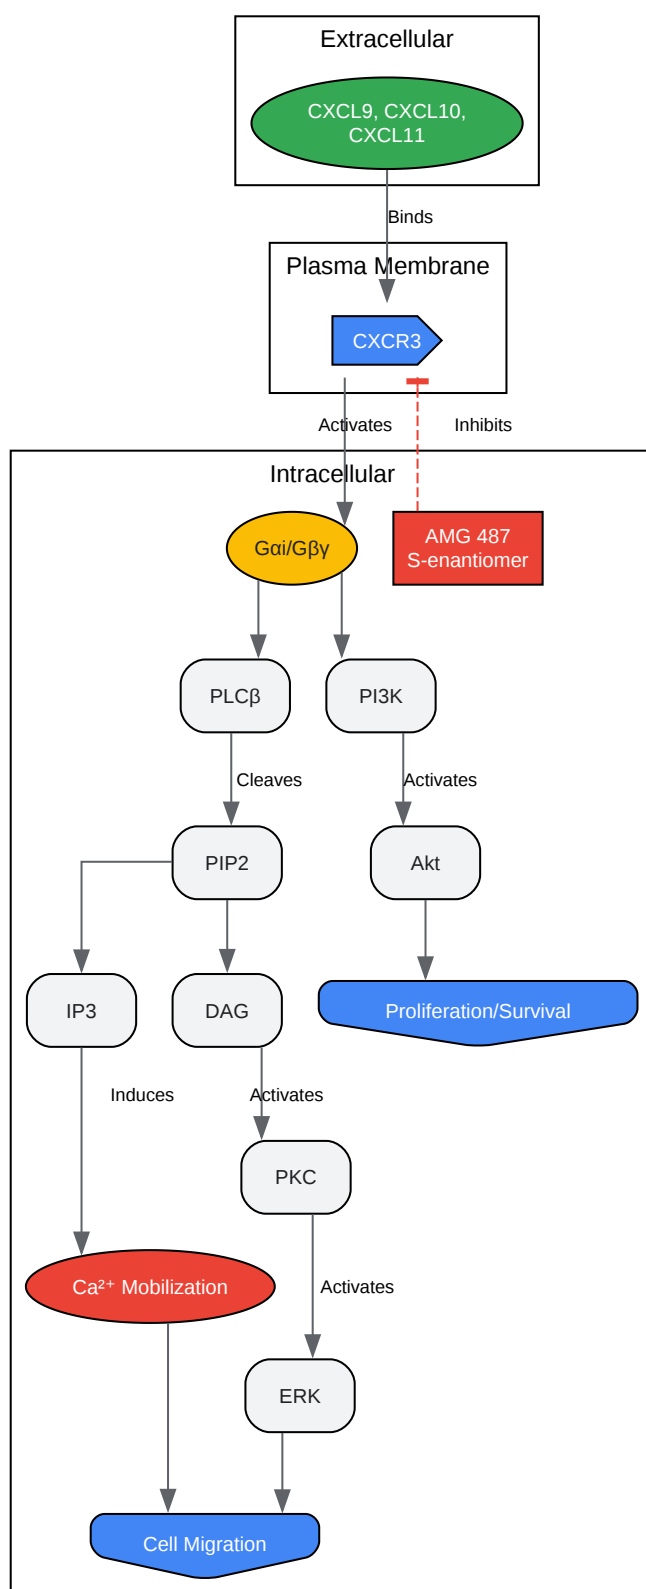 Extracellular
CXCL9, CXCL10,
CXCL11
Binds
Plasma Membrane
CXCR3
Activates
Inhibits
Intracellular
Gαi/Gβγ
AMG 487
S-enantiomer
PLCβ
PI3K
Cleaves
Activates
PIP2
Akt
IP3
DAG
Proliferation/Survival
Induces
Activates
PKC
Ca²⁺ Mobilization
Activates
ERK
Cell Migration